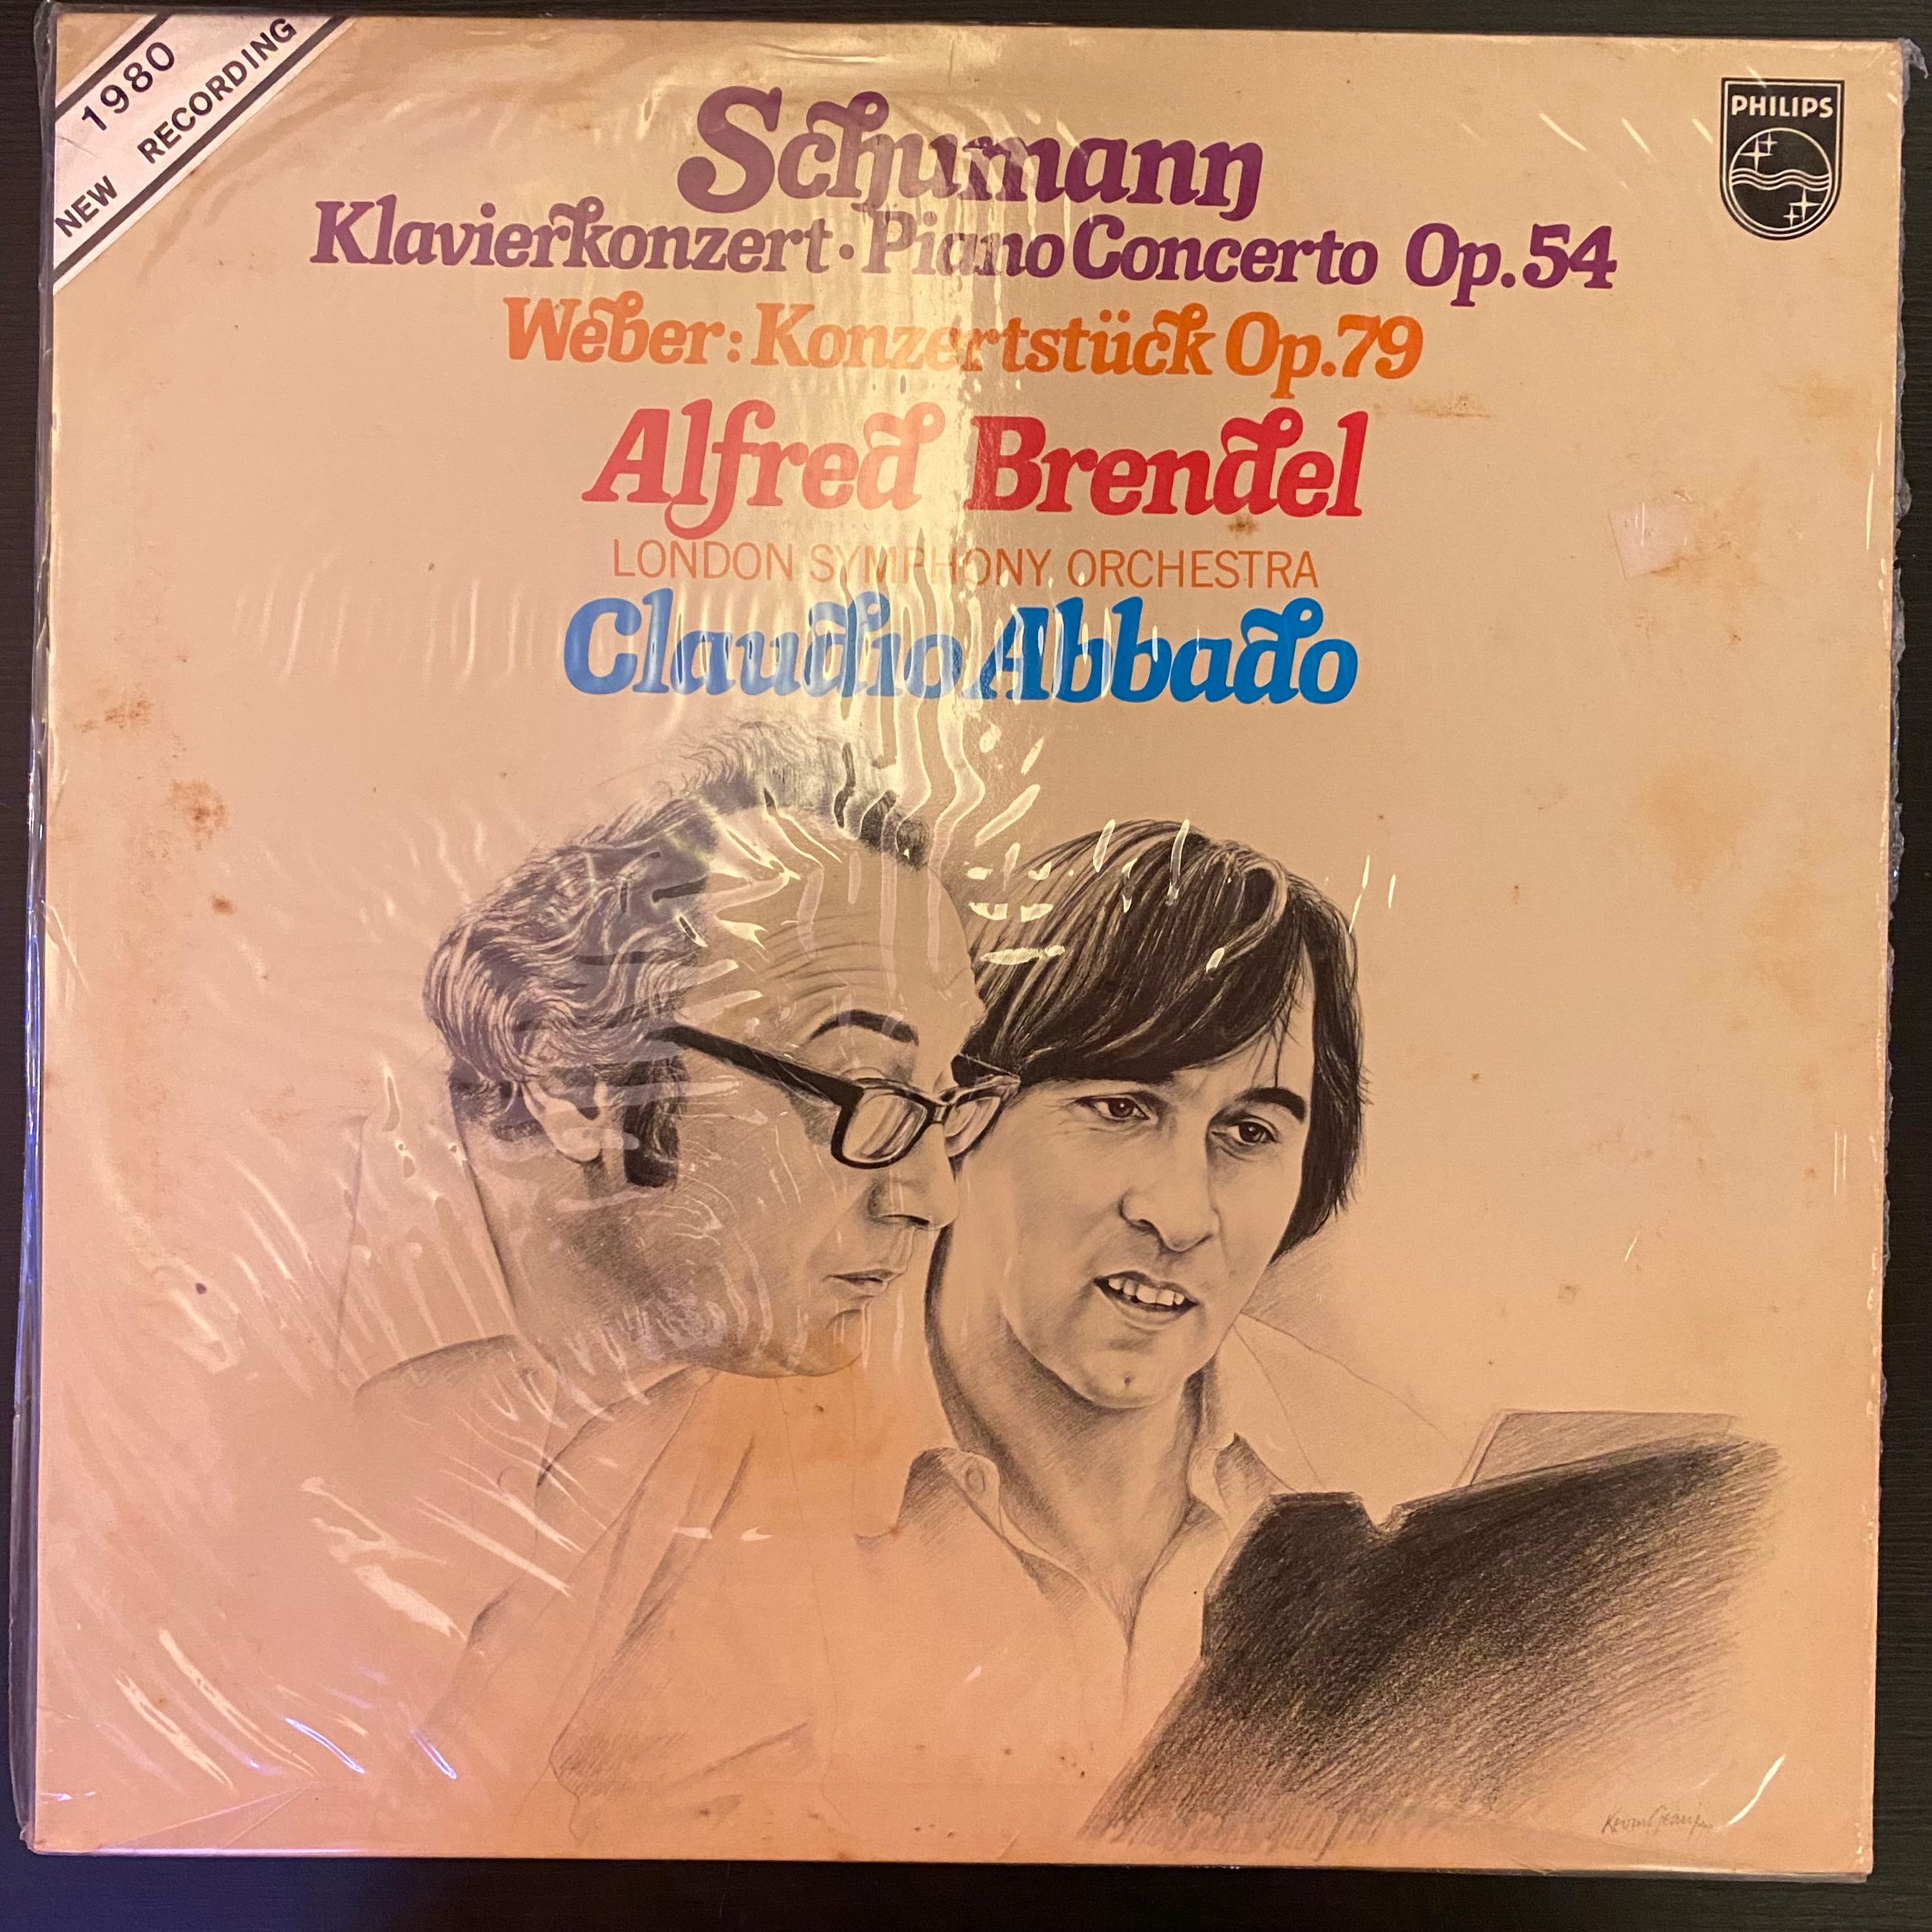 1980
NEW RECORDING
PHILIPS
Schumann
Klavierkonzert · Piano Concerto Op.54
Weber: Konzertstück Op.79
Alfred Brendel
LONDON SYMPHONY ORCHESTRA
Claudio Abbado